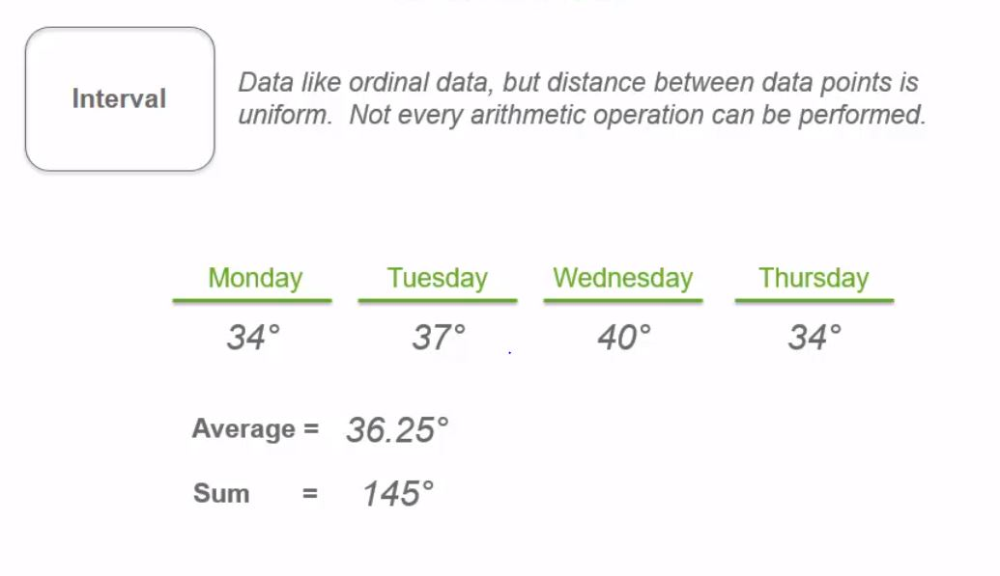 Interval
Data like ordinal data, but distance between data points is
uniform.  Not every arithmetic operation can be performed.
Monday Tuesday Wednesday Thursday
34° 37° 40° 34°
Average = 36.25°
Sum = 145°